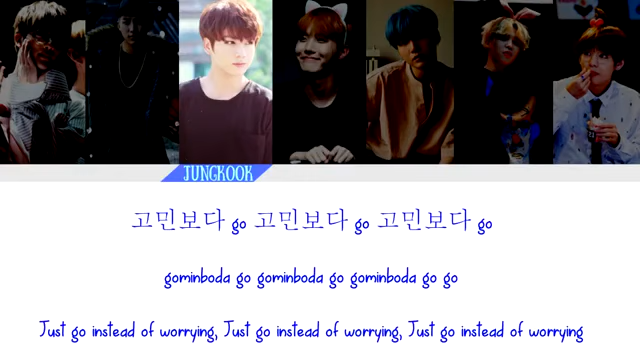 JUNGKOOK
고민보다 go 고민보다 go 고민보다 go
gominboda go gominboda go gominboda go go
Just go instead of worrying, Just go instead of worrying, Just go instead of worrying